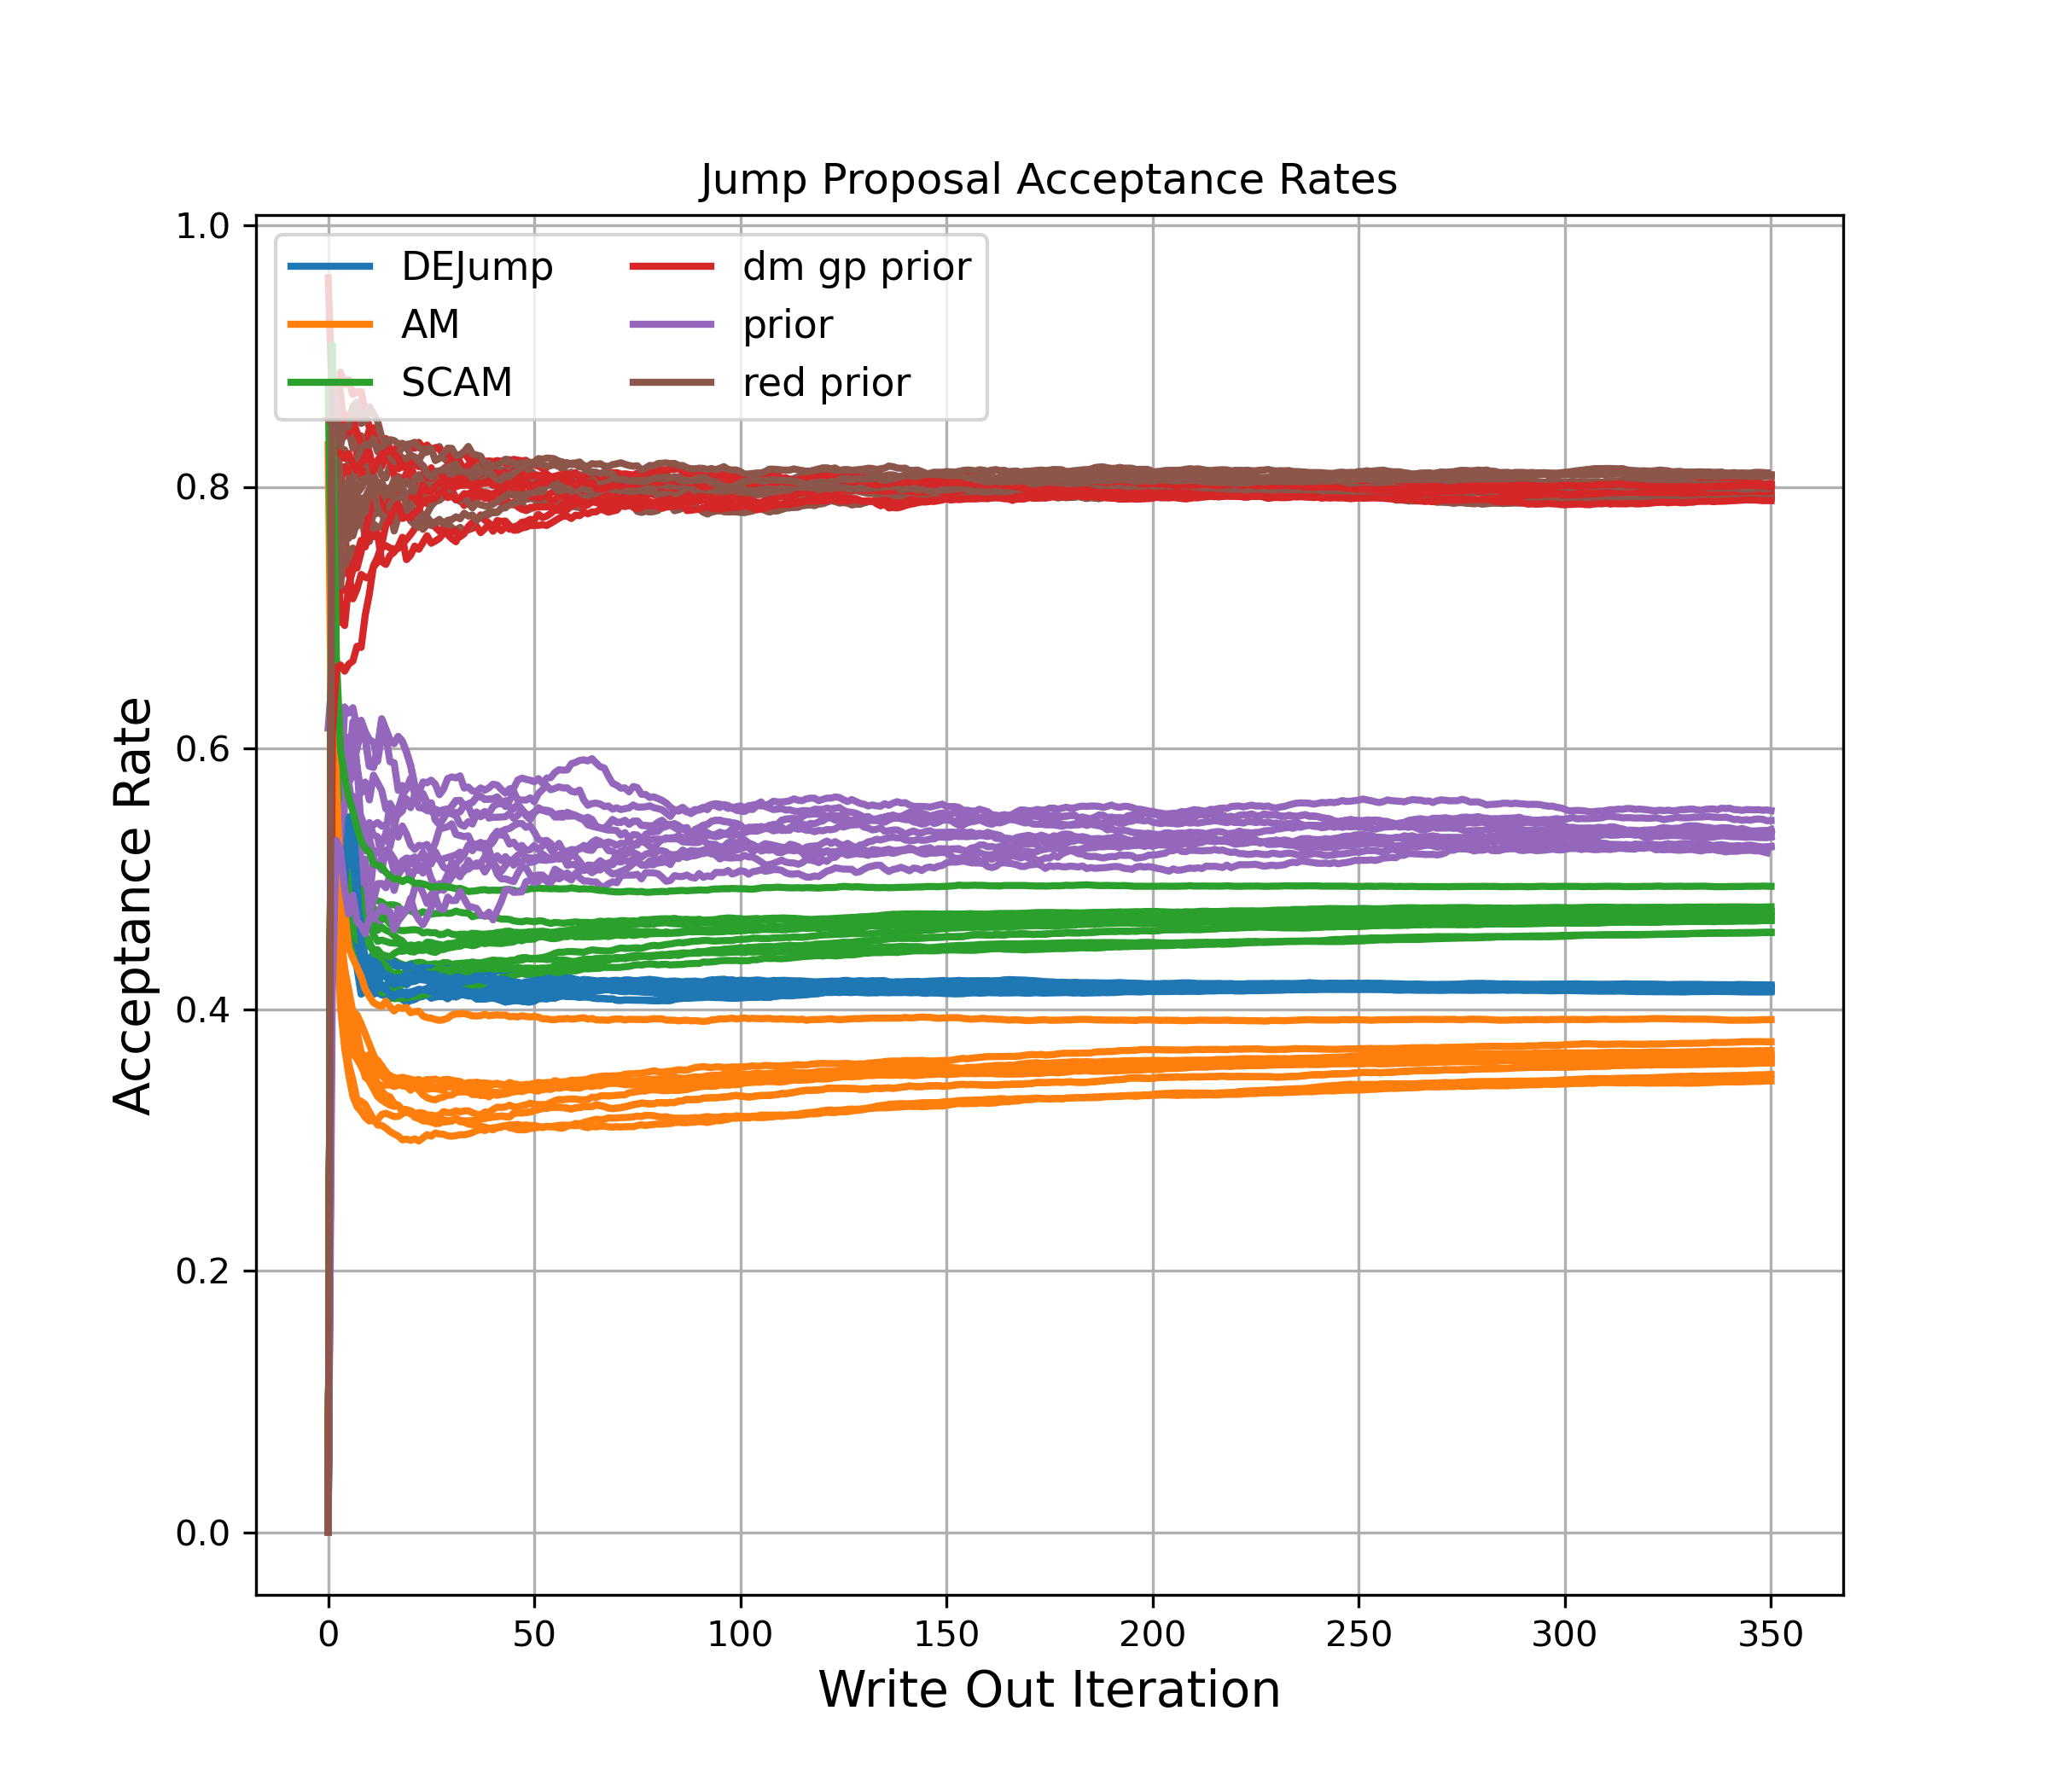 Jump Proposal Acceptance Rates
1.0
0.8
0.6
0.4
0.2
0.0
Acceptance Rate
DEJump
AM
SCAM
dm gp prior
prior
red prior
0 50 100 150 200 250 300 350
Write Out Iteration